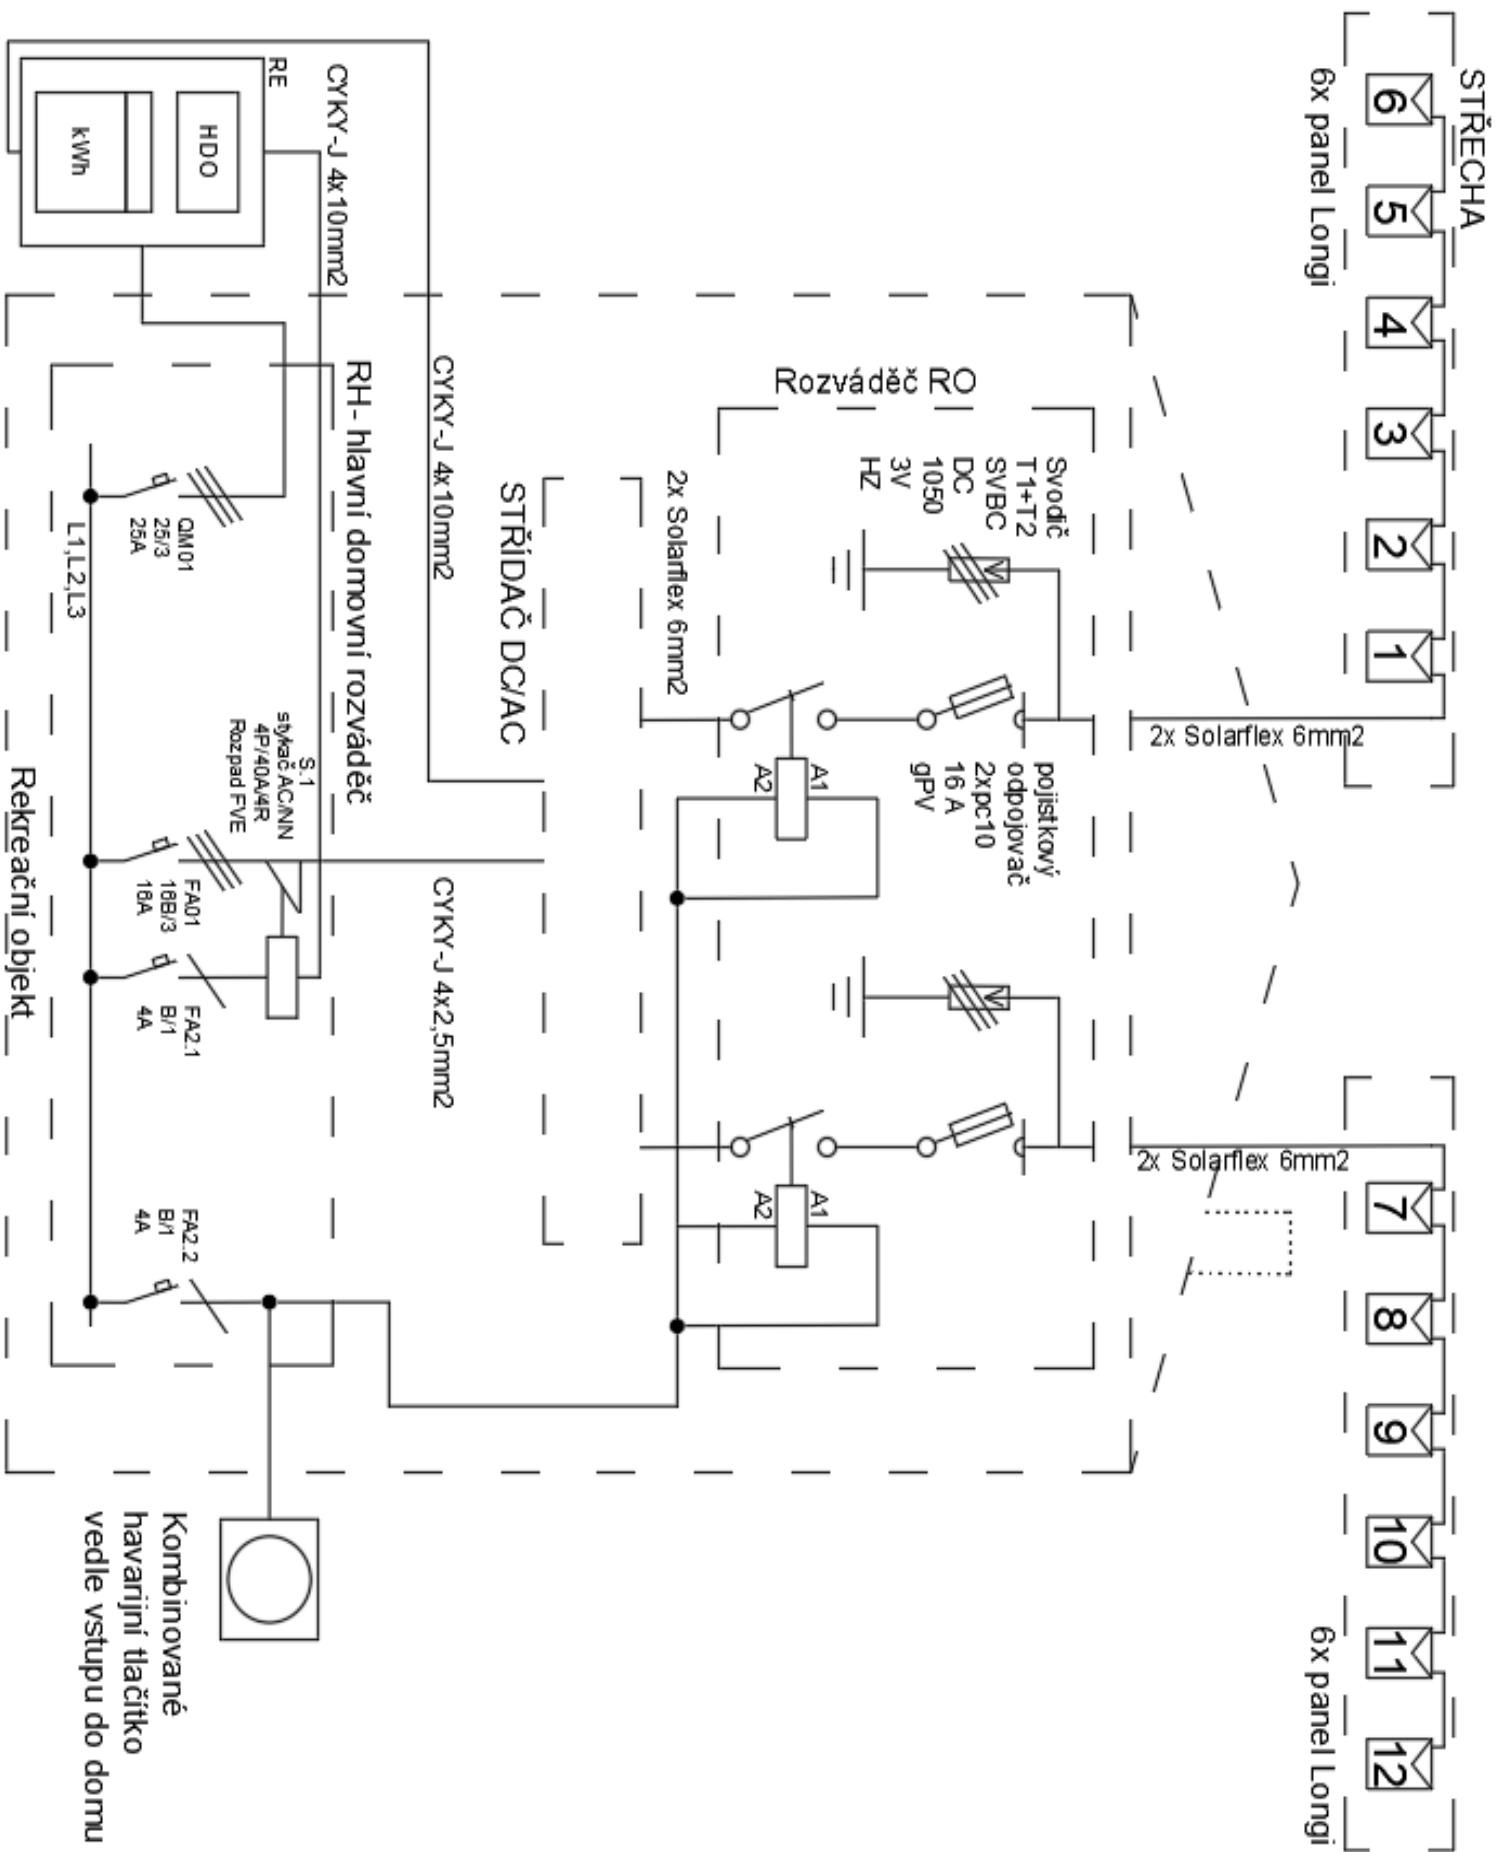 STŘECHA
6x panel Longi
6
5
4
3
2
1
7
8
9
10
11
12
6x panel Longi
2x Solarflex 6mm2
2x Solarflex 6mm2
Rozváděč RO
Svodič
T1+T2
SVBC
DC
1050
3V
HZ
pojistkový
odpojovač
2xpc10
16 A
gPV
A1
A2
A1
A2
2x Solarflex 6mm2
STŘÍDAČ DC/AC
CYKY-J 4x10mm2
CYKY-J 4x2,5mm2
RE
HDO
kWh
CYKY-J 4x10mm2
RH- hlavní domovní rozváděč
S.1
stykač AC/NN
4P/40A/4R
Rozpad FVE
QM01
25/3
25A
FA01
16B/3
16A
FA2.1
B/1
4A
FA2.2
B/1
4A
L1,L2,L3
Rekreační objekt
Kombinované
havarijní tlačítko
vedle vstupu do domu